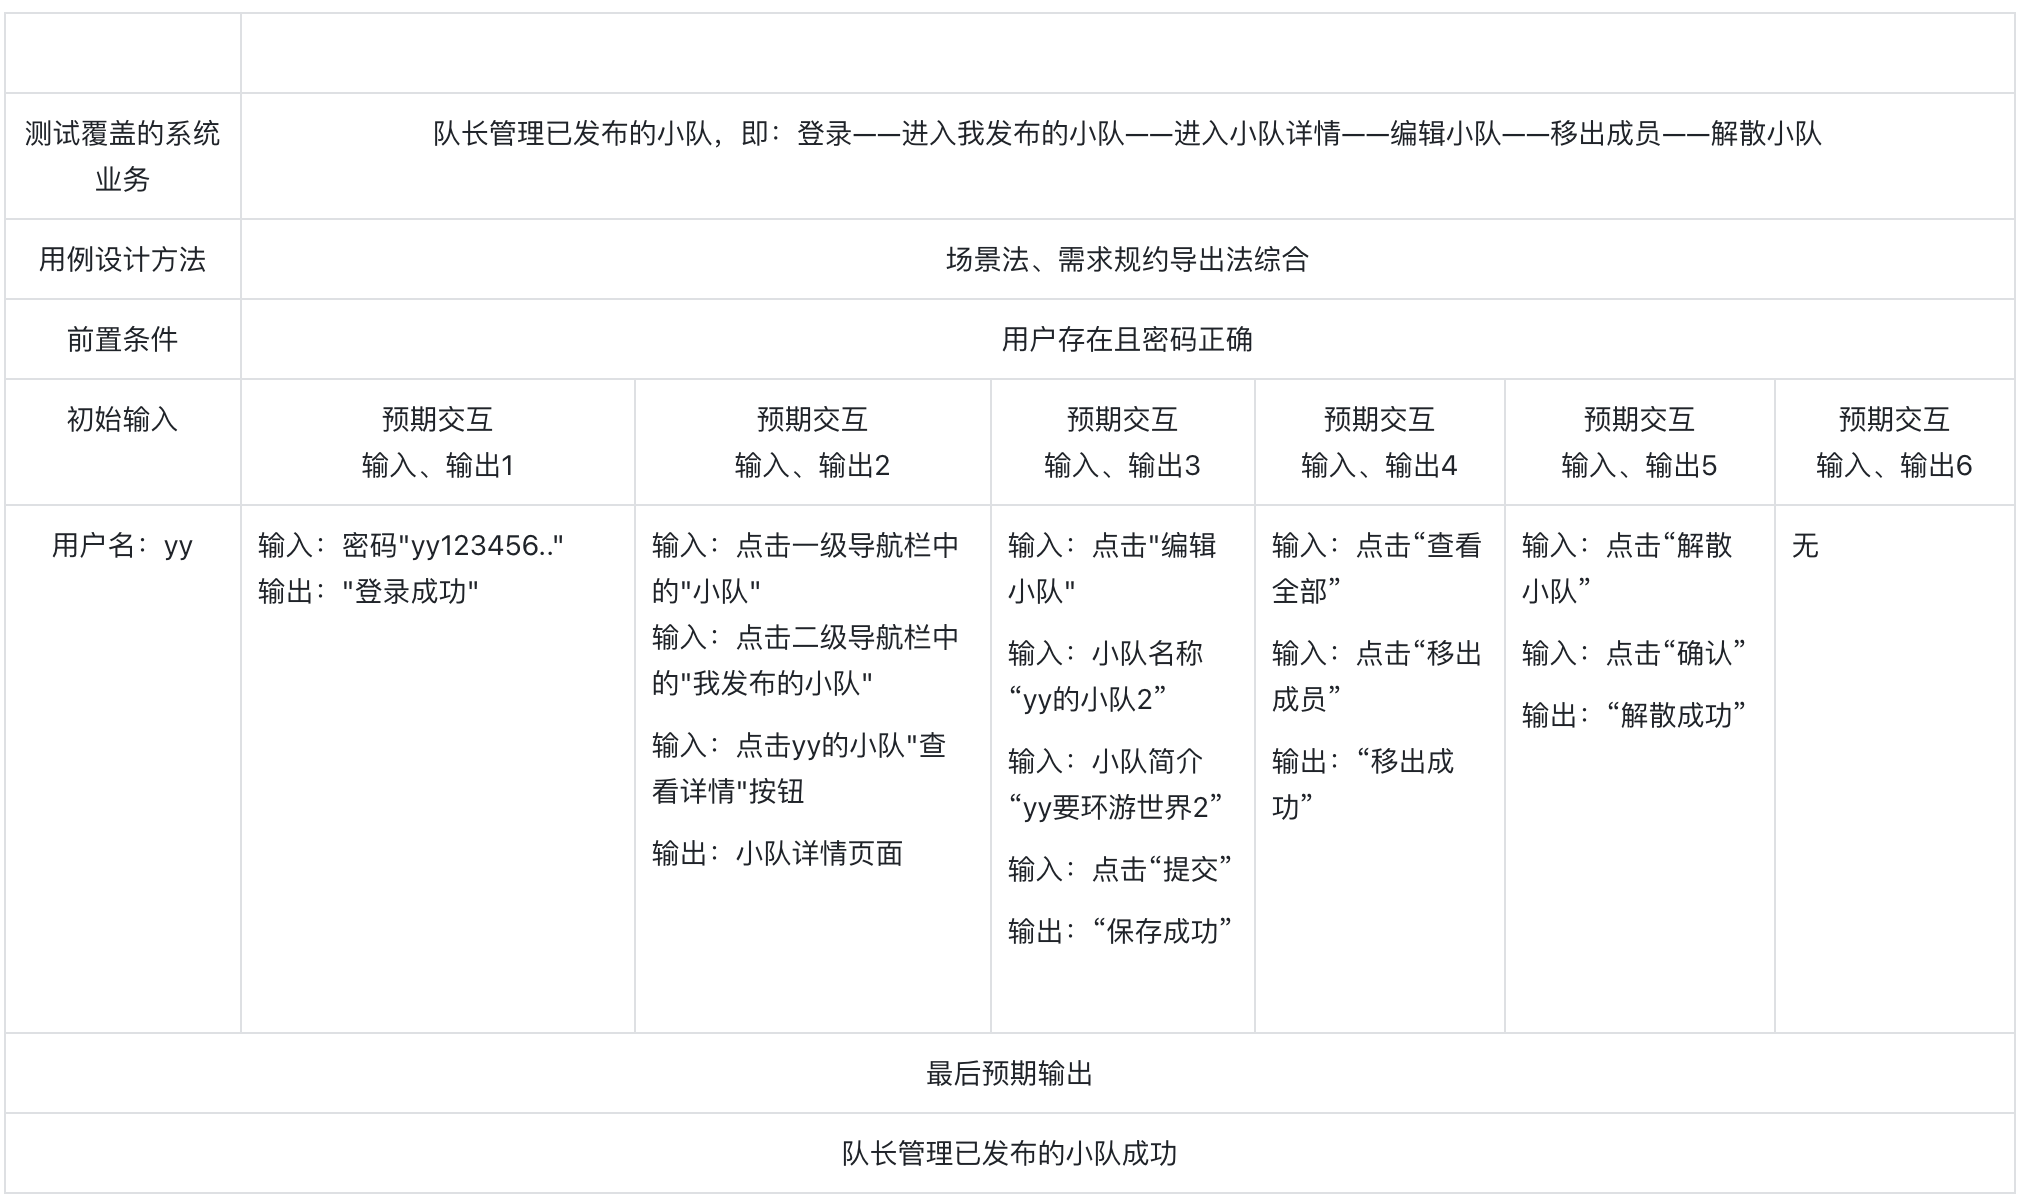 测试覆盖的系统
业务
队长管理已发布的小队，即：登录——进入我发布的小队——进入小队详情——编辑小队——移出成员——解散小队
用例设计方法
场景法、需求规约导出法综合
前置条件
用户存在且密码正确
初始输入
预期交互
输入、输出1
预期交互
输入、输出2
预期交互
输入、输出3
预期交互
输入、输出4
预期交互
输入、输出5
预期交互
输入、输出6
用户名：yy
输入：密码"yy123456.."
输出："登录成功"
输入：点击一级导航栏中
的"小队"
输入：点击二级导航栏中
的"我发布的小队"
输入：点击yy的小队"查
看详情"按钮
输出：小队详情页面
输入：点击"编辑
小队"
输入：小队名称
“yy的小队2”
输入：小队简介
“yy要环游世界2”
输入：点击“提交”
输出：“保存成功”
输入：点击“查看
全部”
输入：点击“移出
成员”
输出：“移出成
功”
输入：点击“解散
小队”
输入：点击“确认”
输出：“解散成功”
无
最后预期输出
队长管理已发布的小队成功